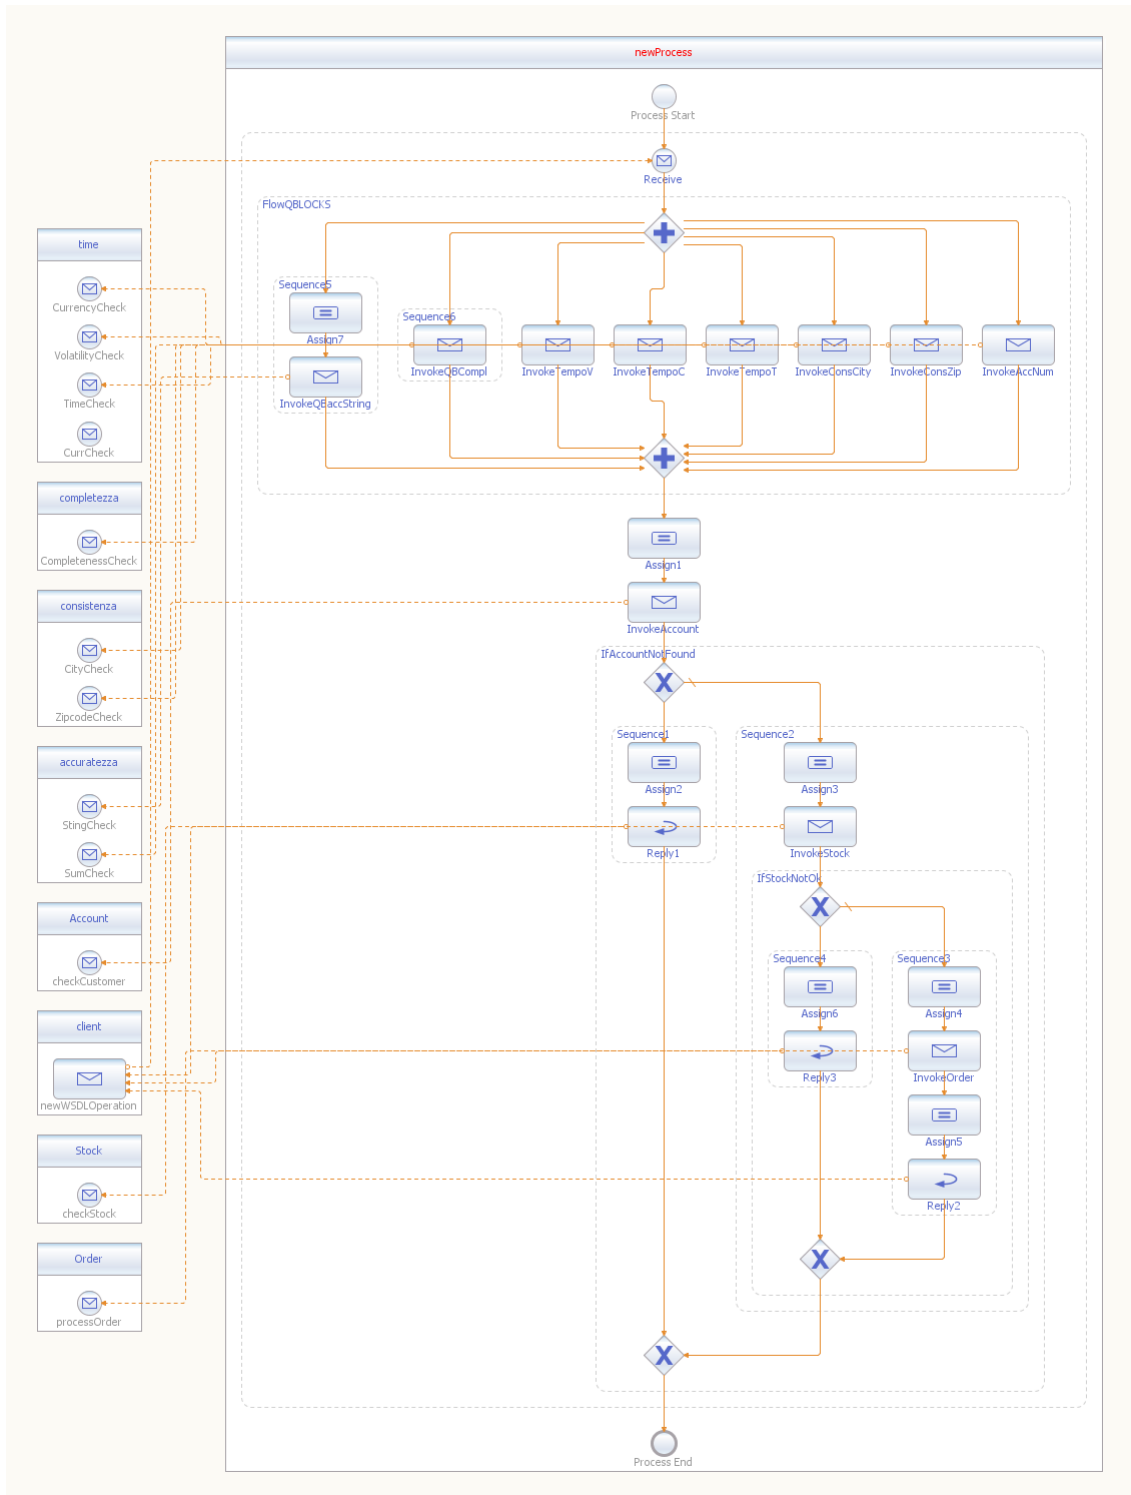 newProcess
Process Start
Receive
FlowQBLOCKS
time
CurrencyCheck
VolatilityCheck
TimeCheck
CurrCheck
Sequence5
Assign7
InvokeQBaccString
Sequence6
InvokeQBCompl
InvokeTempoV
InvokeTempoC
InvokeTempoT
InvokeConsCity
InvokeConsZip
InvokeAccNum
completezza
CompletenessCheck
Assign1
consistenza
CityCheck
ZipcodeCheck
InvokeAccount
IfAccountNotFound
accuratezza
StingCheck
SumCheck
Sequence1
Assign2
Reply1
Sequence2
Assign3
InvokeStock
IfStockNotOk
Account
checkCustomer
Sequence4
Assign6
Reply3
Sequence3
Assign4
InvokeOrder
Assign5
Reply2
client
newWSDLOperation
Stock
checkStock
Order
processOrder
Process End